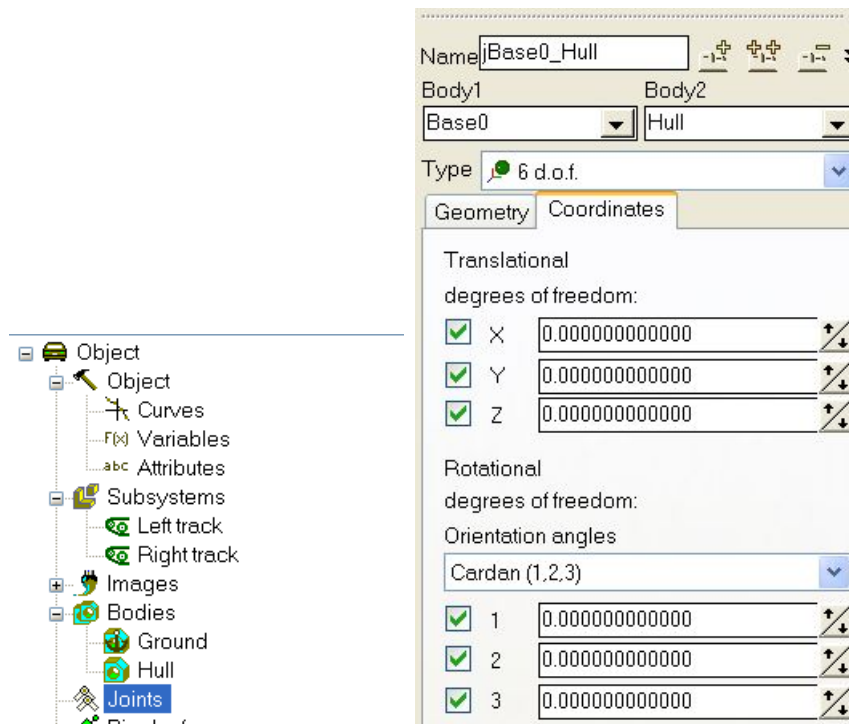 Object
Object
Curves
F(x) Variables
abc Attributes
Subsystems
Left track
Right track
Images
Bodies
Ground
Hull
Joints
Name jBase0_Hull
Body1 Body2
Base0 Hull
Type 6 d.o.f.
Geometry Coordinates
Translational
degrees of freedom:
X 0.000000000000
Y 0.000000000000
Z 0.000000000000
Rotational
degrees of freedom:
Orientation angles
Cardan (1,2,3)
1 0.000000000000
2 0.000000000000
3 0.000000000000